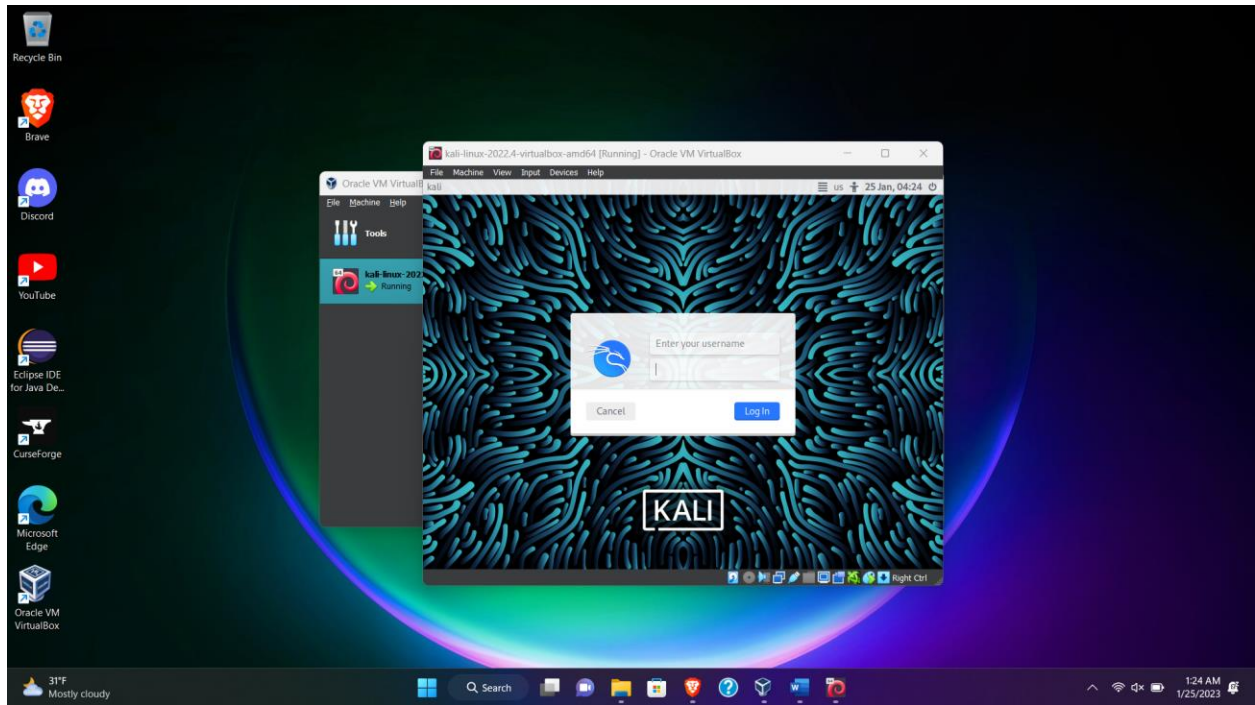 Recycle Bin
Brave
Discord
YouTube
Eclipse IDE
for Java De...
CurseForge
Microsoft
Edge
Oracle VM
VirtualBox
Oracle VM VirtualB
File Machine Help
Tools
64
kali-linux-202
Running
kali-linux-2022.4-virtualbox-amd64 [Running] - Oracle VM VirtualBox
File Machine View Input Devices Help
kali
us
25 Jan, 04:24
Enter your username
Cancel
Log In
KALI
Right Ctrl
31°F
Mostly cloudy
Search
1:24 AM
1/25/2023